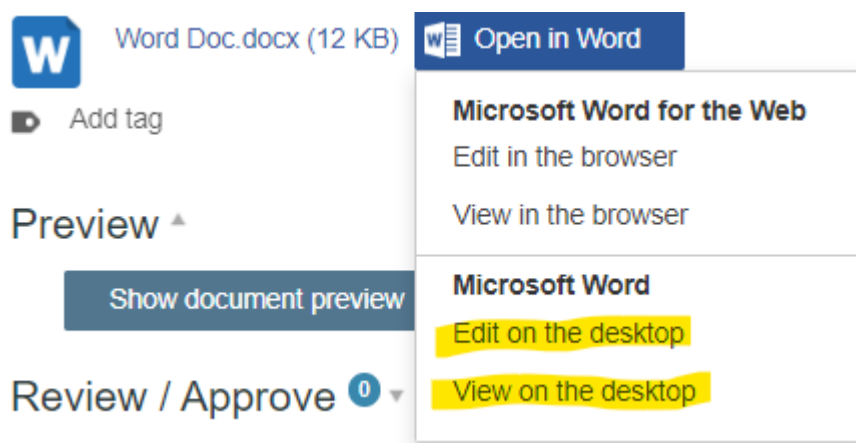 W Word Doc.docx (12 KB) W Open in Word
Add tag
Microsoft Word for the Web
Edit in the browser
View in the browser
Preview
Show document preview
Microsoft Word
Edit on the desktop
View on the desktop
Review / Approve 0